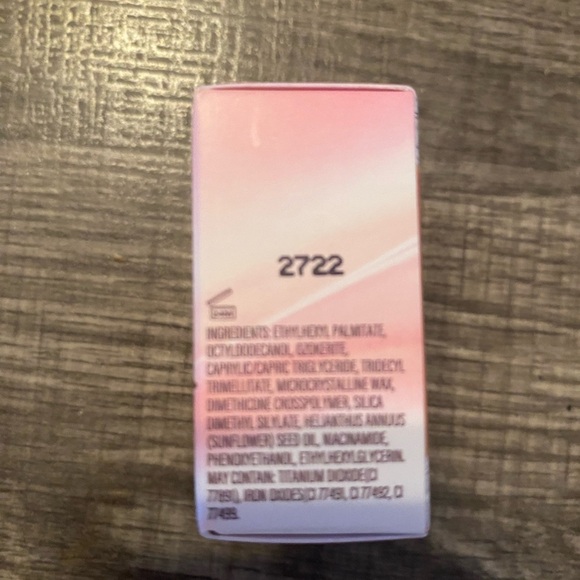 2722
INGREDIENTS: ETHYLHEXYL PALMITATE,
OCTYLDODECANOL, OZOKERITE,
CAPRYLIC/CAPRIC TRIGLYCERIDE, TRIDECYL
TRIMELLITATE, MICROCRYSTALLINE WAX,
DIMETHICONE CROSSPOLYMER, SILICA
DIMETHYL SILYLATE, HELIANTHUS ANNUUS
(SUNFLOWER) SEED OIL, NIACINAMIDE,
PHENOXYETHANOL, ETHYLHEXYLGLYCERIN.
MAY CONTAIN: TITANIUM DIOXIDE(CI
77891), IRON OXIDES(CI 77491, CI 77492, CI
77499).